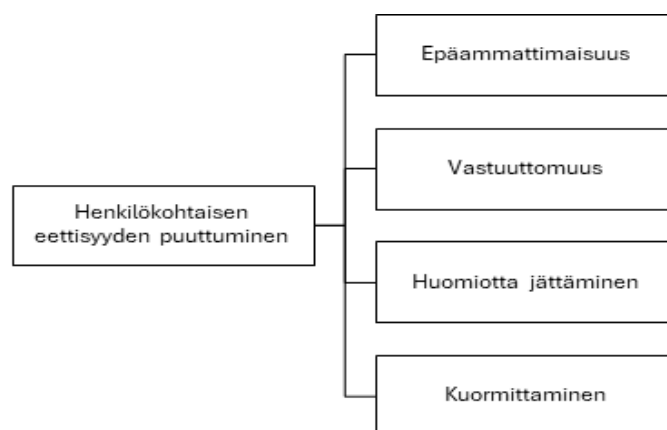 Epäammattimaisuus
Vastuuttomuus
Henkilökohtaisen
eettisyyden puuttuminen
Huomiotta jättäminen
Kuormittaminen